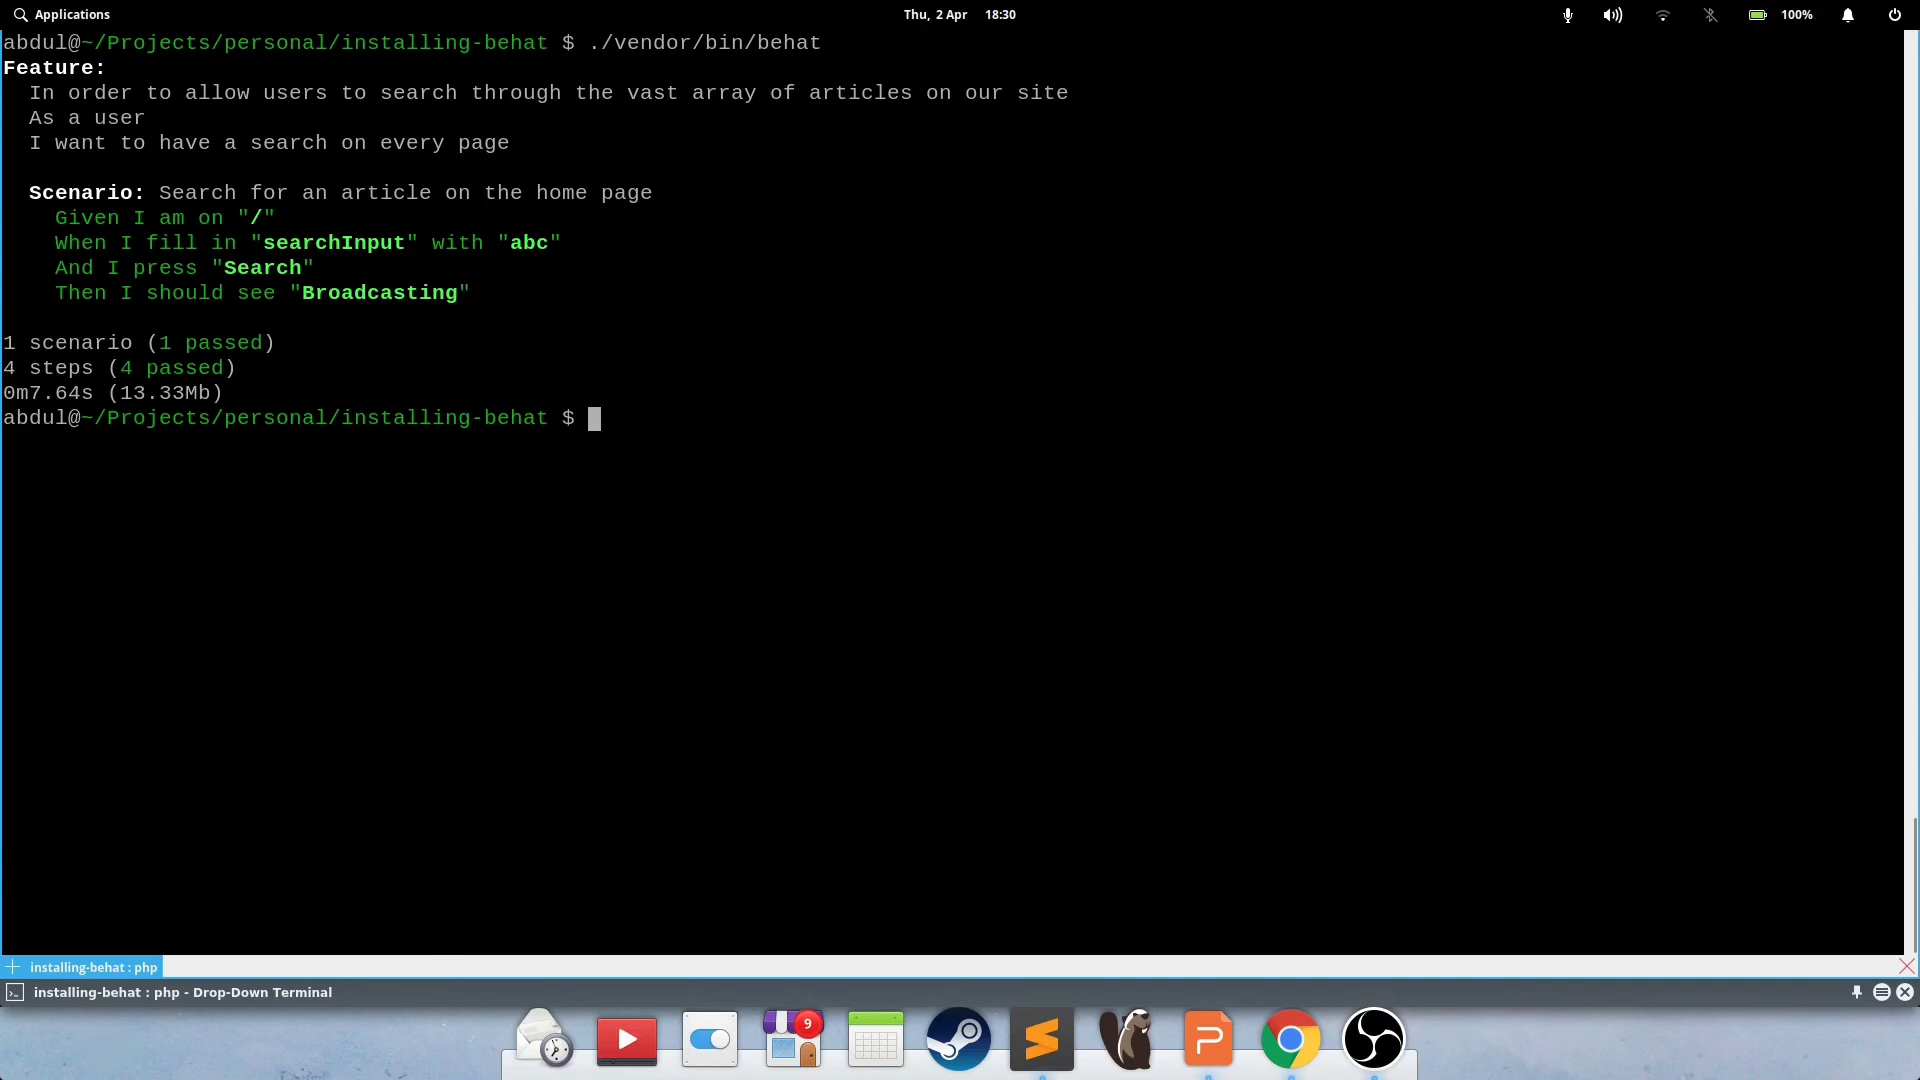 Applications
Thu, 2 Apr 18:30
100%
abdul@~/Projects/personal/installing-behat $ ./vendor/bin/behat
Feature:
In order to allow users to search through the vast array of articles on our site
As a user
I want to have a search on every page
Scenario: Search for an article on the home page
Given I am on "/"
When I fill in "searchInput" with "abc"
And I press "Search"
Then I should see "Broadcasting"
1 scenario (1 passed)
4 steps (4 passed)
0m7.64s (13.33Mb)
abdul@~/Projects/personal/installing-behat $
installing-behat : php
installing-behat : php - Drop-Down Terminal
9